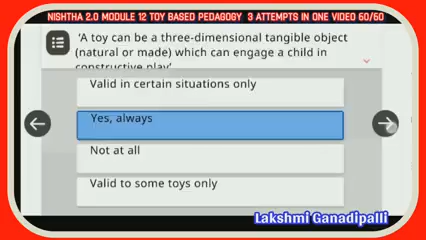 NISHTHA 2.0 MODULE 12 TOY BASED PEDAGOGY 3 ATTEMPTS IN ONE VIDEO 60/60
'A toy can be a three-dimensional tangible object
(natural or made) which can engage a child in
constructive play'
Valid in certain situations only
Yes, always
Not at all
Valid to some toys only
Lakshmi Ganadipalli